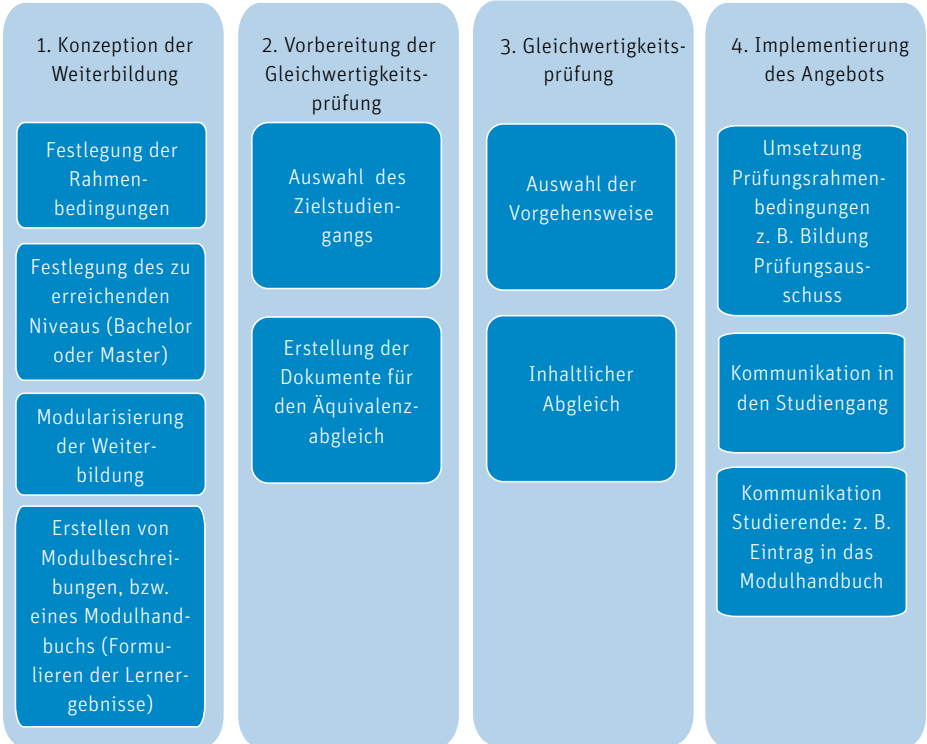 1. Konzeption der
Weiterbildung
Festlegung der
Rahmen-
bedingungen
Festlegung des zu
erreichenden
Niveaus (Bachelor
oder Master)
Modularisierung
der Weiter-
bildung
Erstellen von
Modulbeschrei-
bungen, bzw.
eines Modulhand-
buchs (Formu-
lieren der Lerner-
gebnisse)
2. Vorbereitung der
Gleichwertigkeits-
prüfung
Auswahl des
Zielstudien-
gangs
Erstellung der
Dokumente für
den Äquivalenz-
abgleich
3. Gleichwertigkeits-
prüfung
Auswahl der
Vorgehensweise
Inhaltlicher
Abgleich
4. Implementierung
des Angebots
Umsetzung
Prüfungsrahmen-
bedingungen
z. B. Bildung
Prüfungsaus-
schuss
Kommunikation in
den Studiengang
Kommunikation
Studierende: z. B.
Eintrag in das
Modulhandbuch